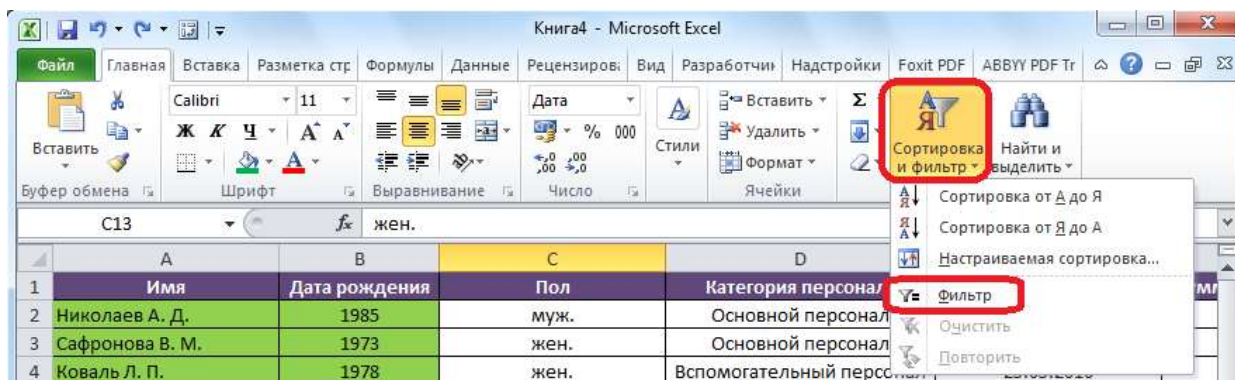 Книга4 - Microsoft Excel
Файл Главная Вставка Разметка стр Формулы Данные Рецензиров Вид Разработчи Надстройки Foxit PDF ABBYY PDF Tr
Calibri 11 Дата Вставить Σ
Вставить Ж К Ч A A % 000 Стили Удалить Сортировка и фильтр Найти и выделить
A ,0 ,00 ,00 ,0 Формат
Буфер обмена Шрифт Выравнивание Число Ячейки
Сортировка от А до Я
C13 fx жен. Сортировка от Я до А
A B C D Настраиваемая сортировка...
1 Имя Дата рождения Пол Категория персонал
Фильтр
2 Николаев А. Д. 1985 муж. Основной персонал
Очистить
3 Сафронова В. М. 1973 жен. Основной персонал
Повторить
4 Коваль Л. П. 1978 жен. Вспомогательный